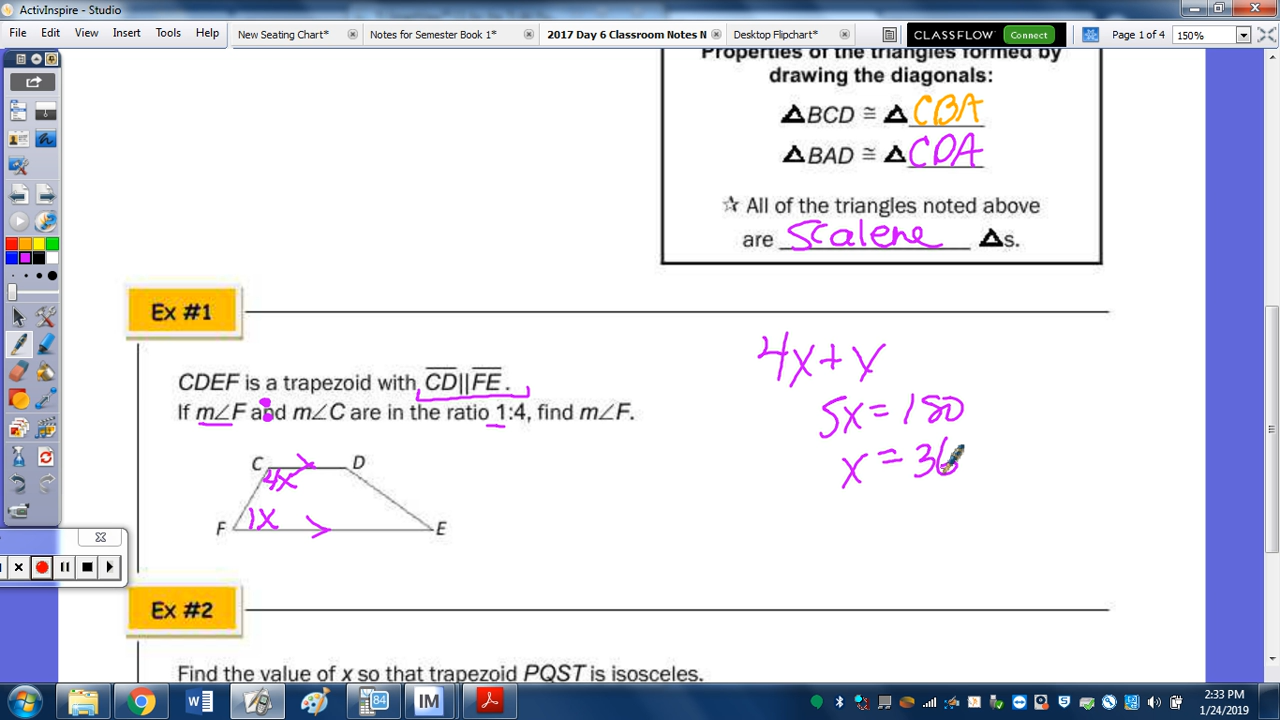 ActivInspire - Studio
File Edit View Insert Tools Help
New Seating Chart* Notes for Semester Book 1* 2017 Day 6 Classroom Notes N Desktop Flipchart*
CLASSFLOW Connect
Page 1 of 4 150%
Properties of the triangles formed by
drawing the diagonals:
△BCD ≅ △CBA
△BAD ≅ △CDA
☆ All of the triangles noted above
are scalene △s.
Ex #1
CDEF is a trapezoid with CD||FE.
If m∠F and m∠C are in the ratio 1:4, find m∠F.
C D
4x
1x
F E
4x + x
5x = 180
x = 36
Ex #2
Find the value of x so that trapezoid PQST is isosceles.
84
IM
2:33 PM
1/24/2019